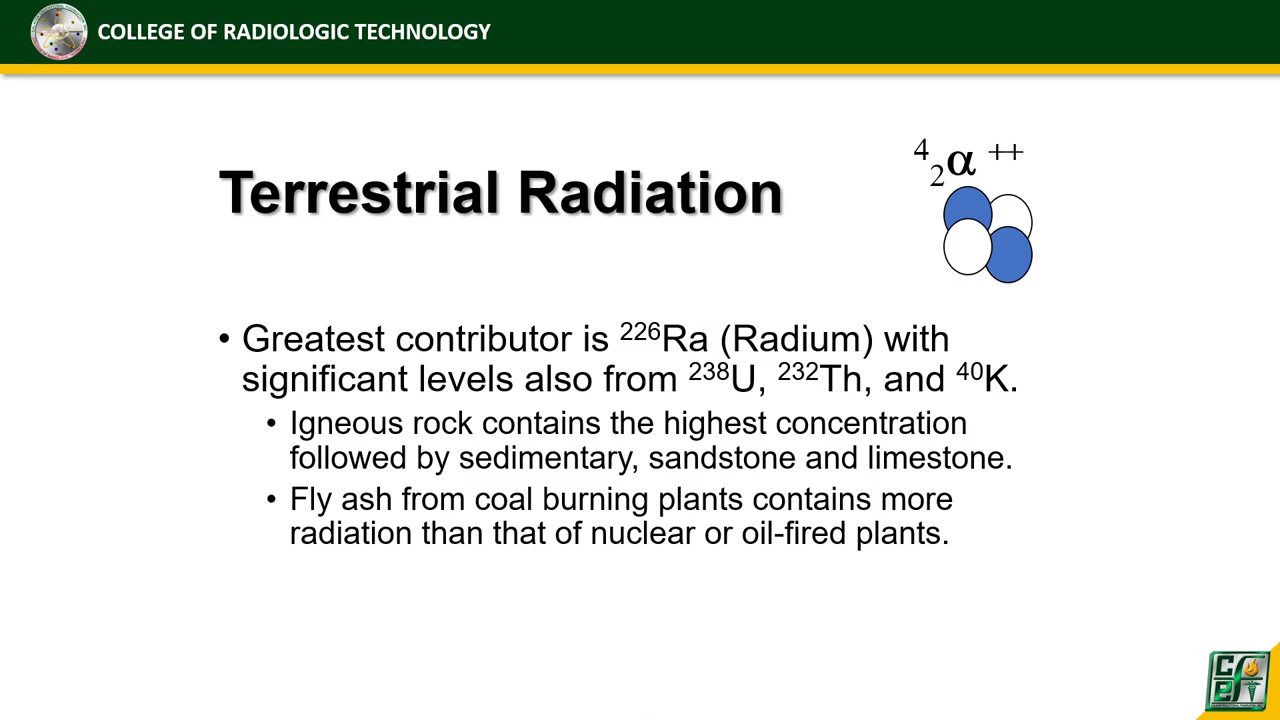 COLLEGE OF RADIOLOGIC TECHNOLOGY
⁴₂α ⁺⁺
Terrestrial Radiation
• Greatest contributor is ²²⁶Ra (Radium) with
significant levels also from ²³⁸U, ²³²Th, and ⁴⁰K.
• Igneous rock contains the highest concentration
followed by sedimentary, sandstone and limestone.
• Fly ash from coal burning plants contains more
radiation than that of nuclear or oil-fired plants.